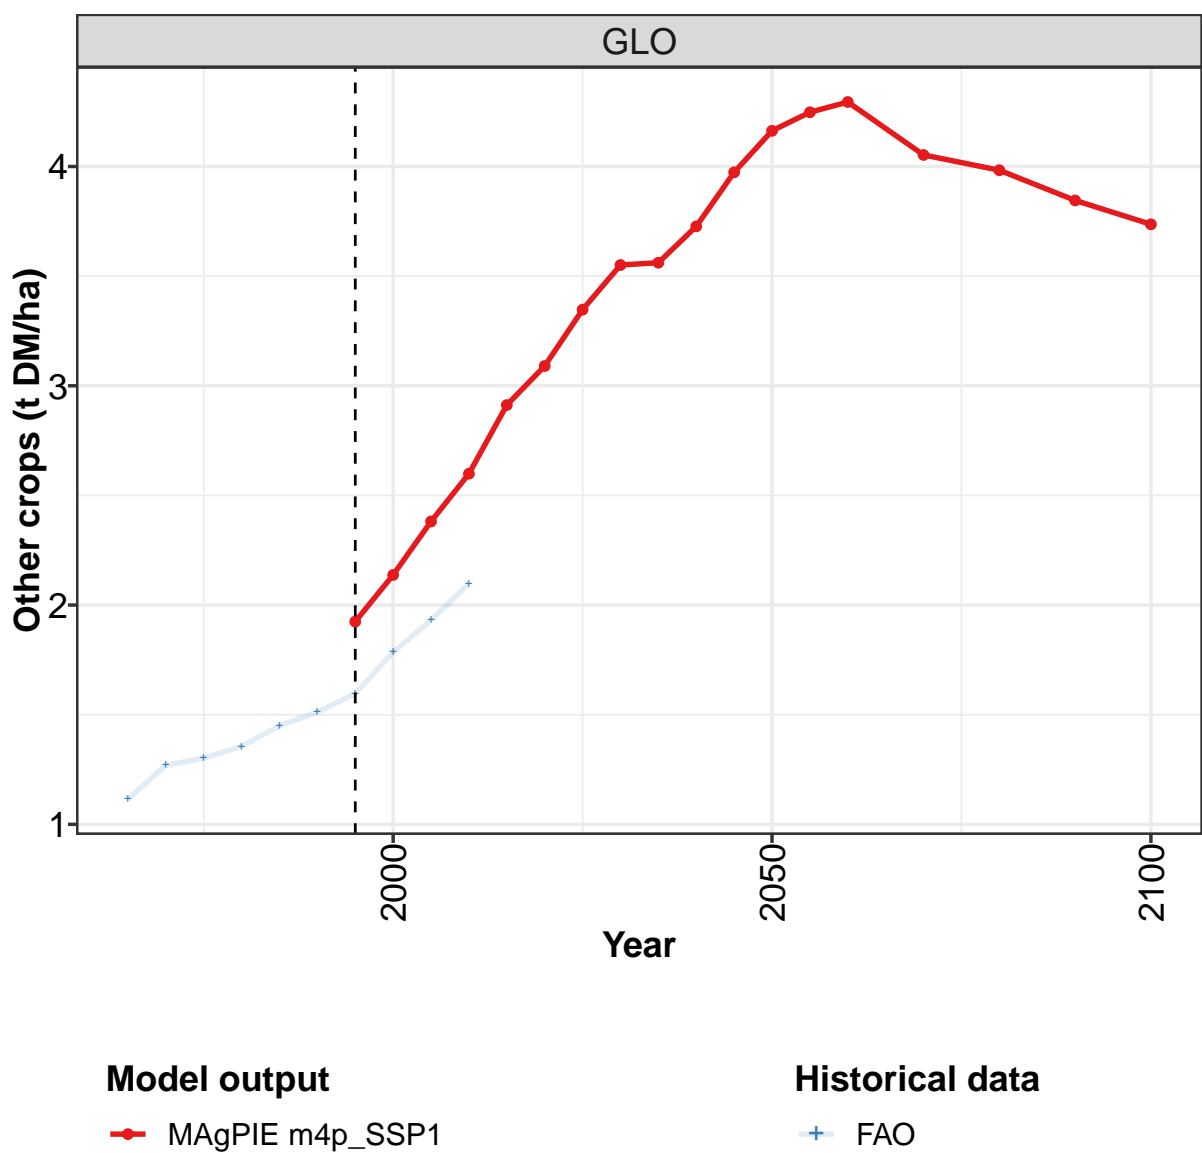 GLO
Other crops (t DM/ha)
4
3
2
1
2000
2050
2100
Year
Model output
MAgPIE m4p_SSP1
Historical data
FAO